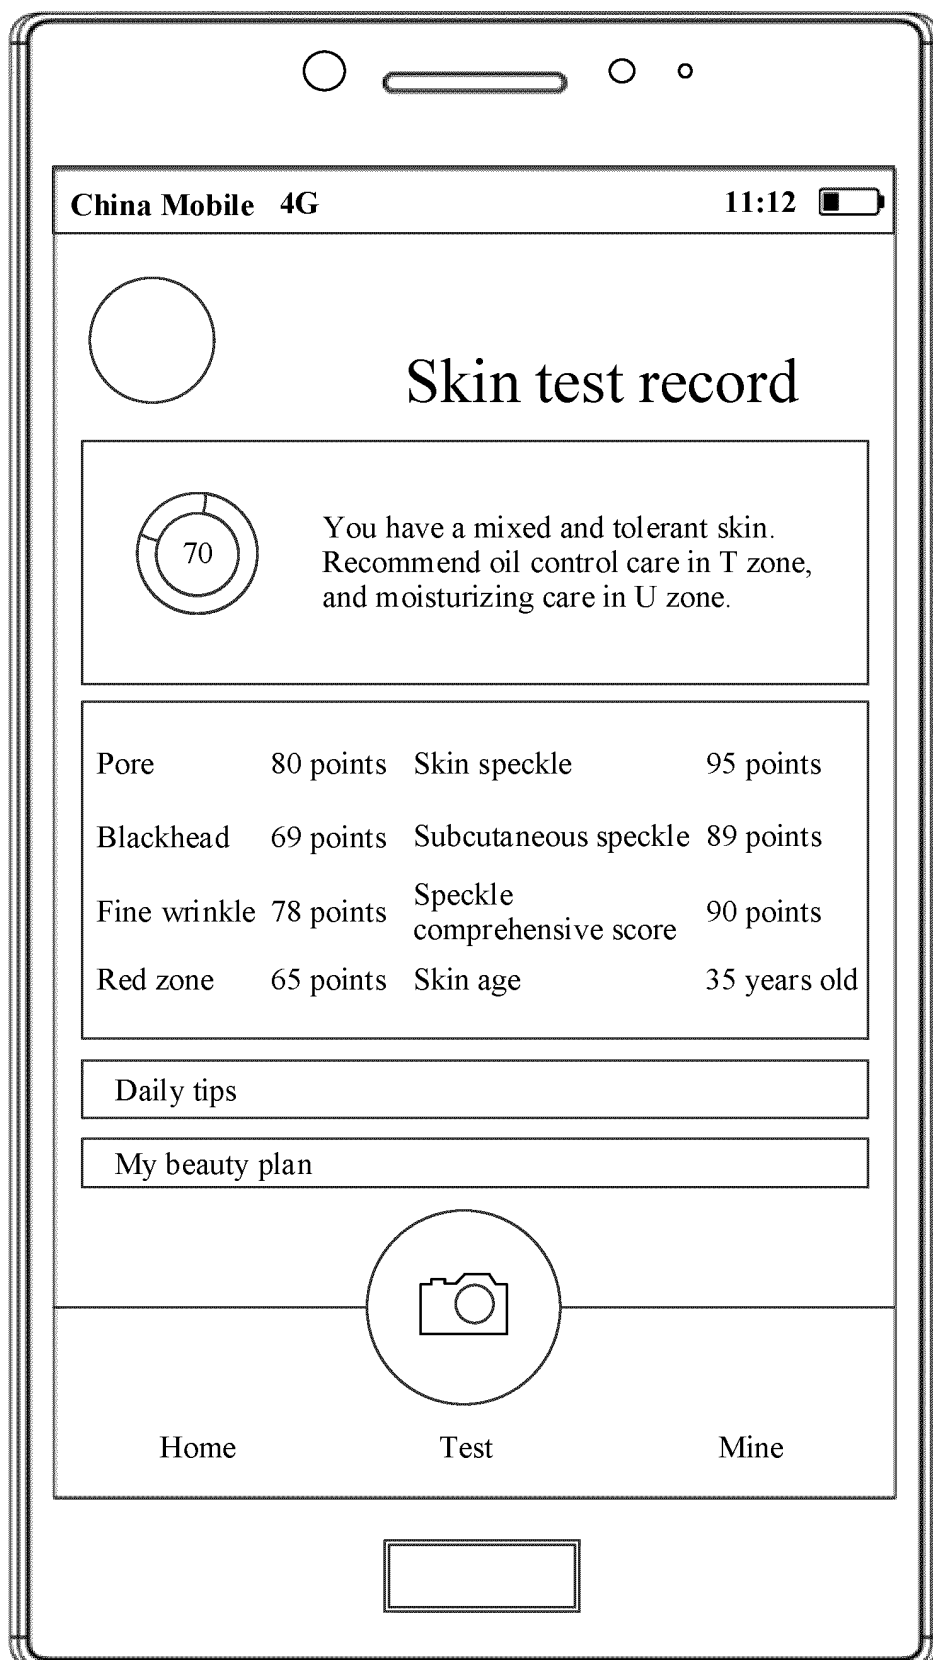 China Mobile 4G 11:12
Skin test record
70
You have a mixed and tolerant skin.
Recommend oil control care in T zone,
and moisturizing care in U zone.
Pore 80 points Skin speckle 95 points
Blackhead 69 points Subcutaneous speckle 89 points
Fine wrinkle 78 points Speckle
comprehensive score 90 points
Red zone 65 points Skin age 35 years old
Daily tips
My beauty plan
Home Test Mine